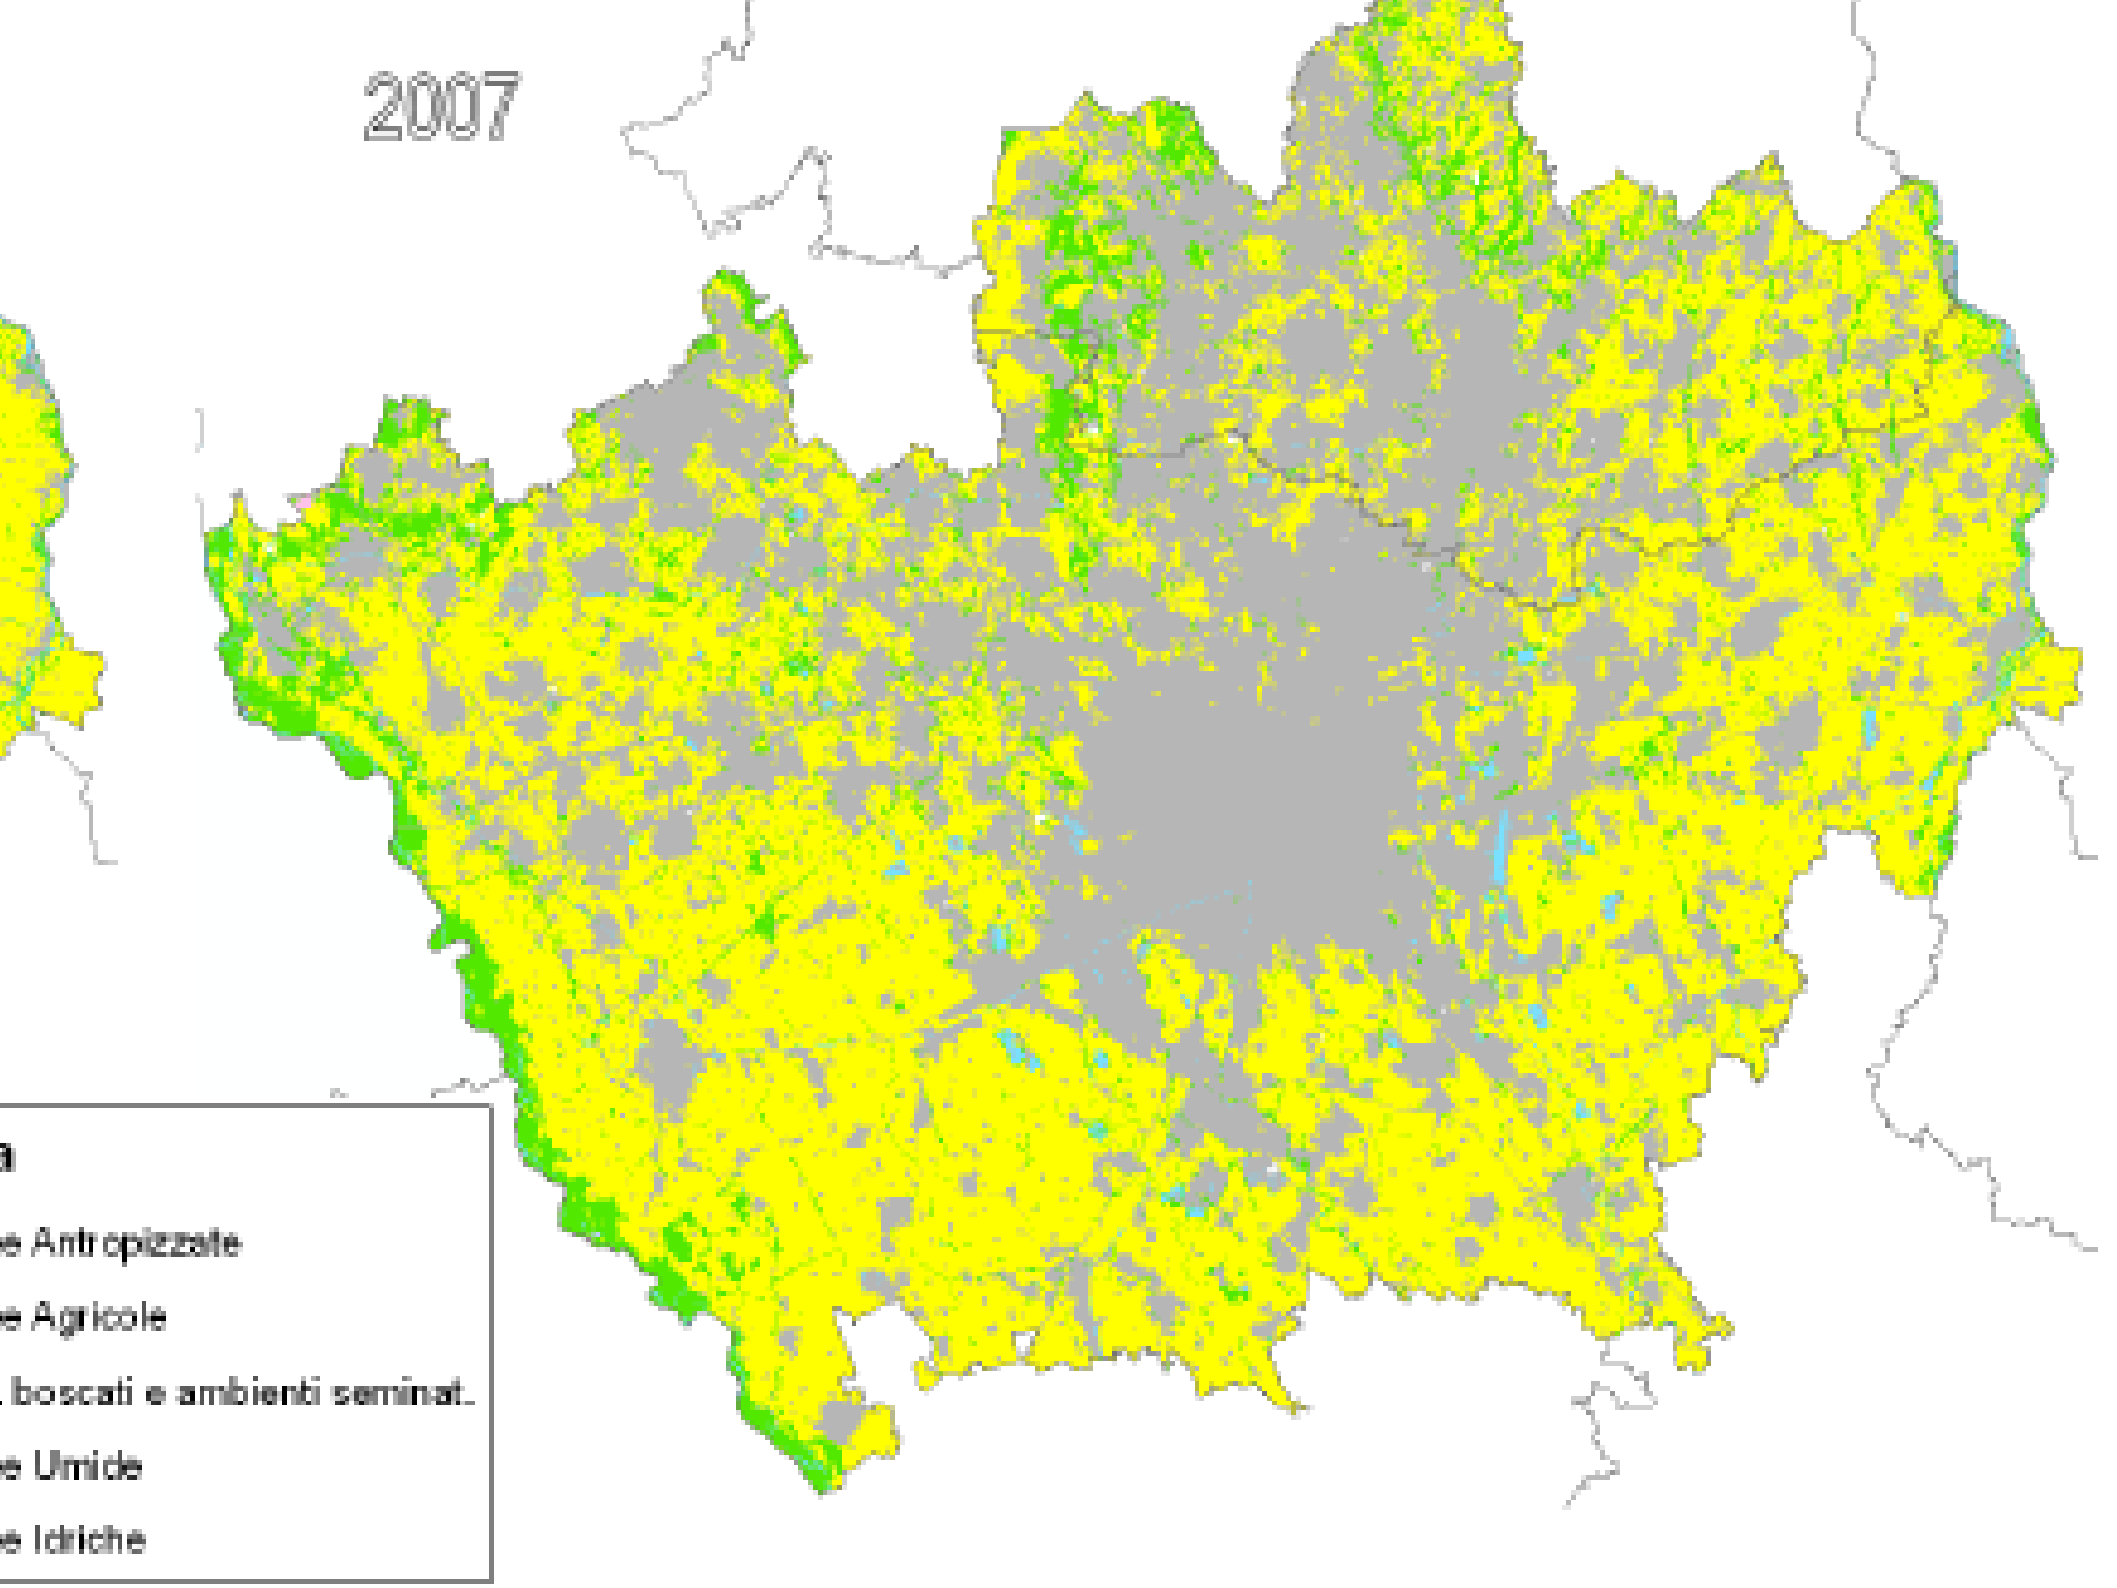 2007
a
e Antropizzate
e Agricole
. boscati e ambienti seminat..
e Umide
e Idriche